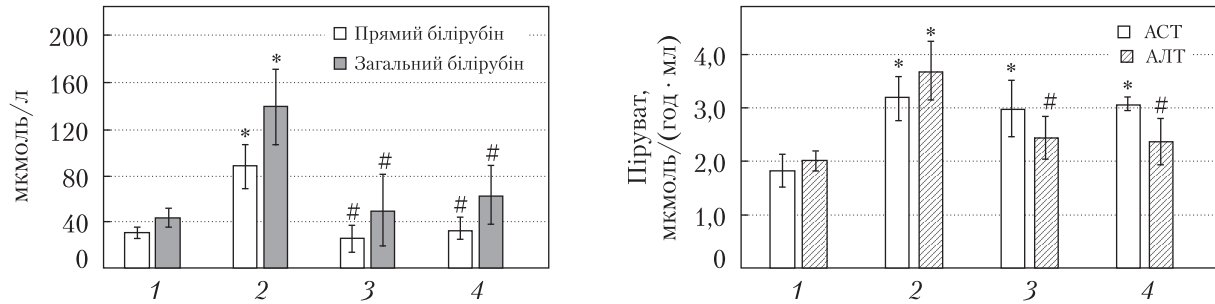 мкмоль/л
200
160
120
80
40
0
Прямий білірубін
Загальний білірубін
*
*
#
#
#
#
1 2 3 4
Піруват,
мкмоль/(год · мл)
4,0
3,0
2,0
1,0
0
АСТ
АЛТ
*
*
*
#
*
#
1 2 3 4